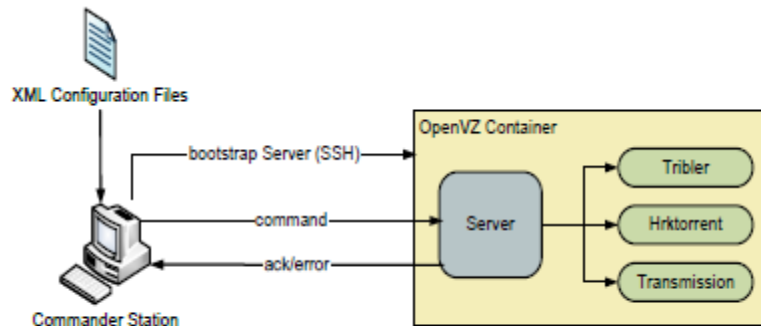 XML Configuration Files
OpenVZ Container
bootstrap Server (SSH)
Tribler
command
Server
Hrktorrent
ack/error
Transmission
Commander Station